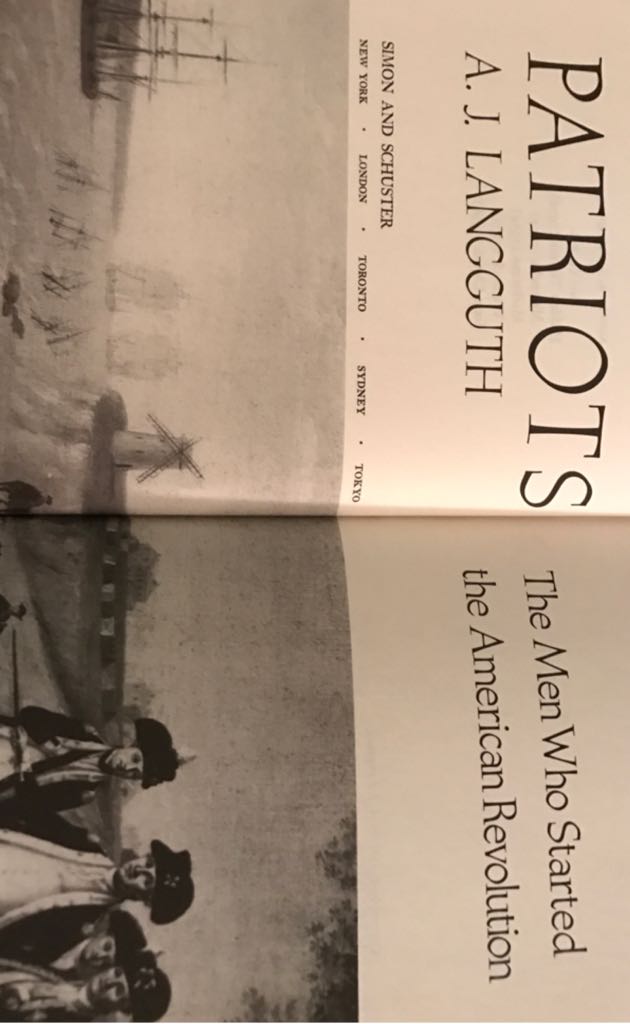 PATRIOTS
A. J. LANGGUTH
SIMON AND SCHUSTER
NEW YORK · LONDON · TORONTO · SYDNEY · TOKYO
The Men Who Started
the American Revolution